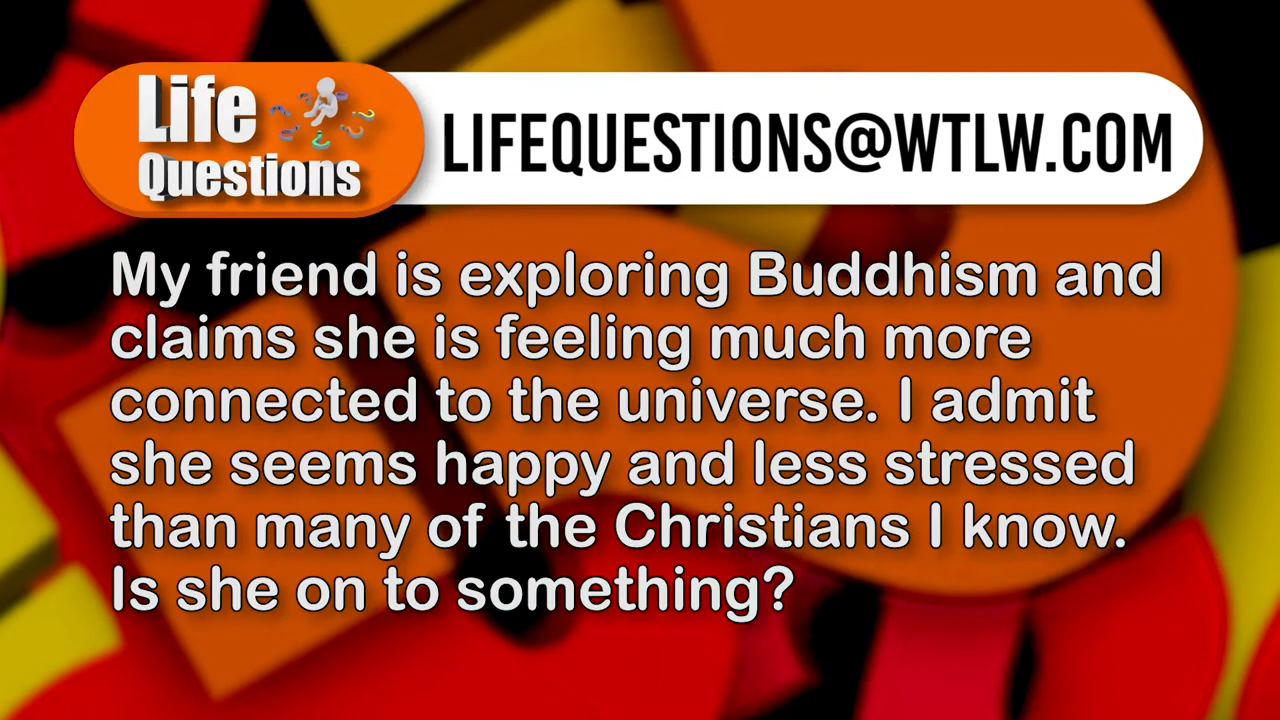 Life
Questions
LIFEQUESTIONS@WTLW.COM
My friend is exploring Buddhism and
claims she is feeling much more
connected to the universe. I admit
she seems happy and less stressed
than many of the Christians I know.
Is she on to something?